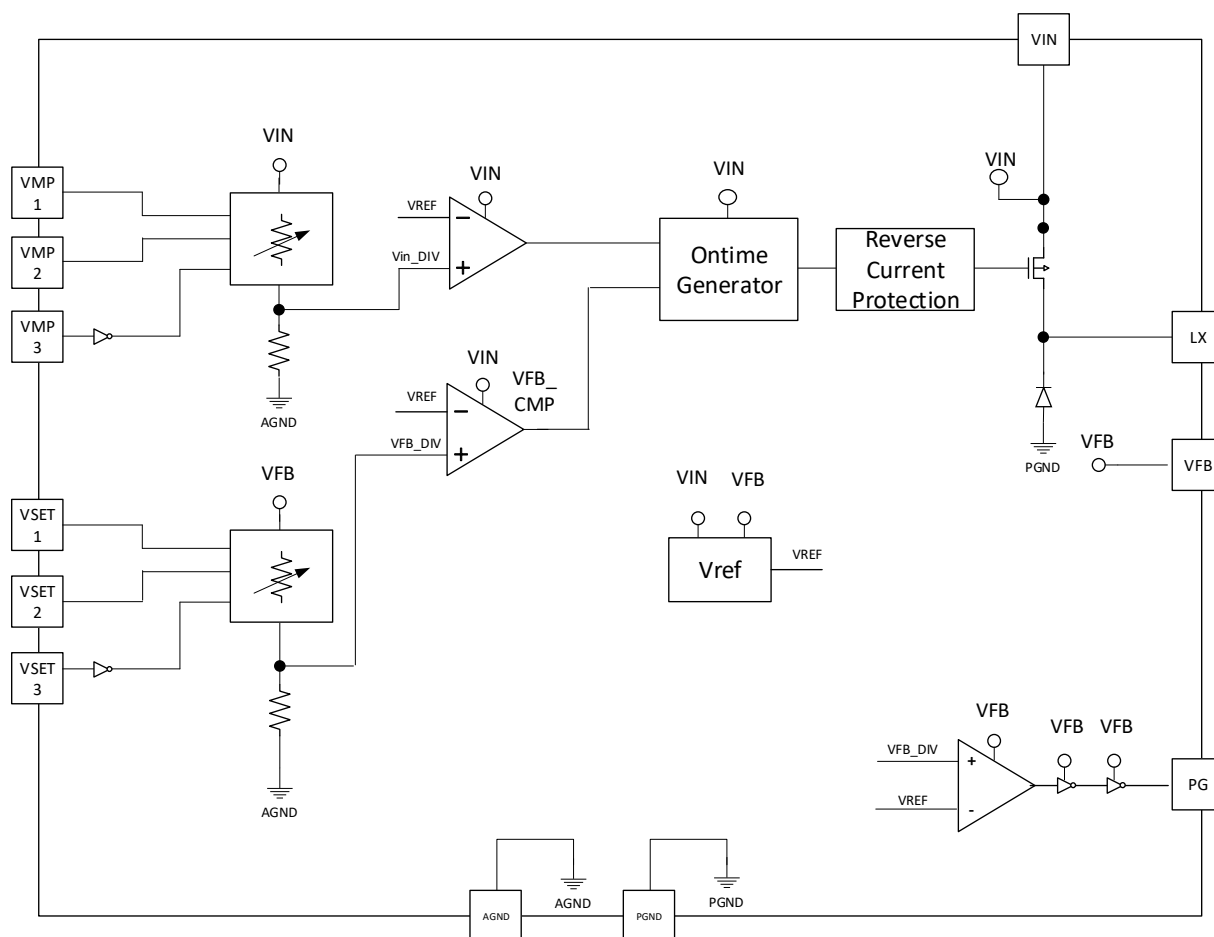 VIN
VIN
VIN
VIN
VIN
VMP
1
VREF
Vin_DIV
VMP
2
Ontime
Generator
Reverse
Current
Protection
VMP
3
LX
AGND
VIN
VFB_
CMP
VREF
VFB_DIV
PGND
VFB
VFB
VFB
VSET
1
VIN
VFB
Vref
VREF
VSET
2
VSET
3
VFB
VFB
VFB
VFB_DIV
+
VREF
-
PG
AGND
AGND
AGND
PGND
PGND